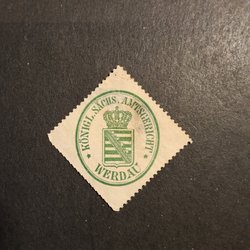 KÖNIGL. SÄCHS. AMTSGERICHT
* WERDAU *